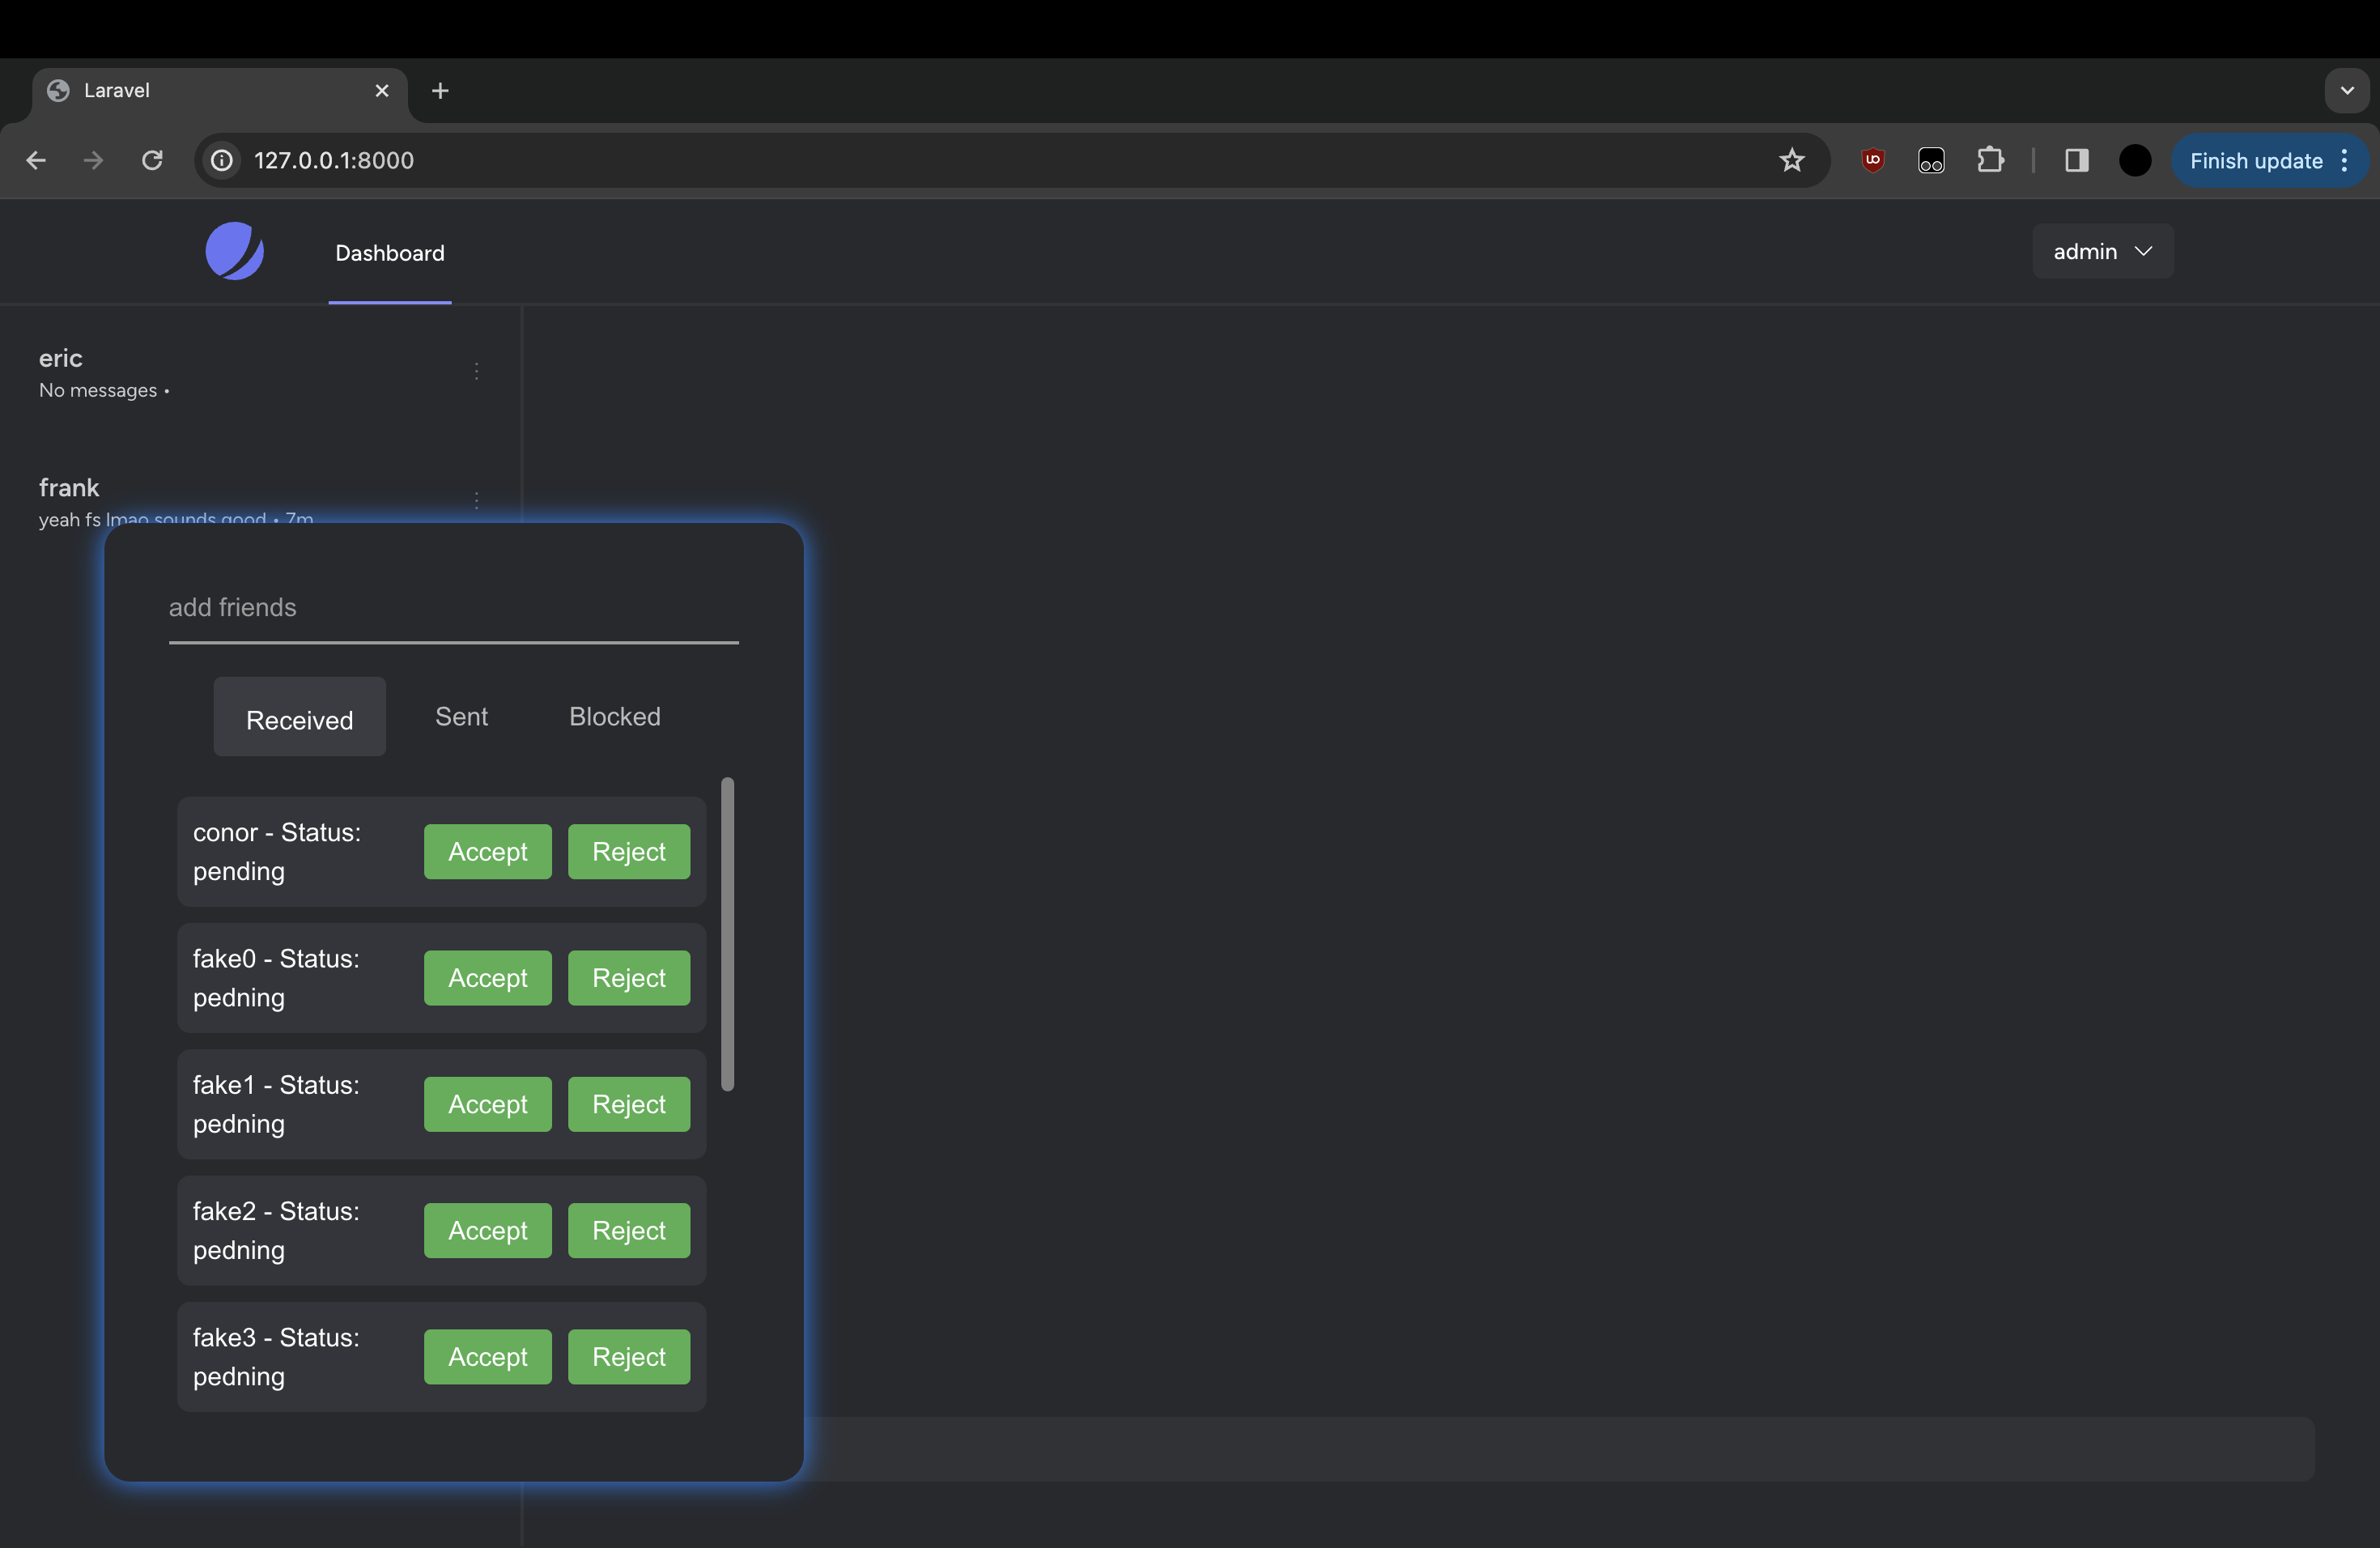 Laravel
127.0.0.1:8000
Finish update
Dashboard
admin
eric
No messages •
frank
yeah fs lmao sounds good • 7m
add friends
Received Sent Blocked
conor - Status:
pending
Accept Reject
fake0 - Status:
pedning
Accept Reject
fake1 - Status:
pedning
Accept Reject
fake2 - Status:
pedning
Accept Reject
fake3 - Status:
pedning
Accept Reject